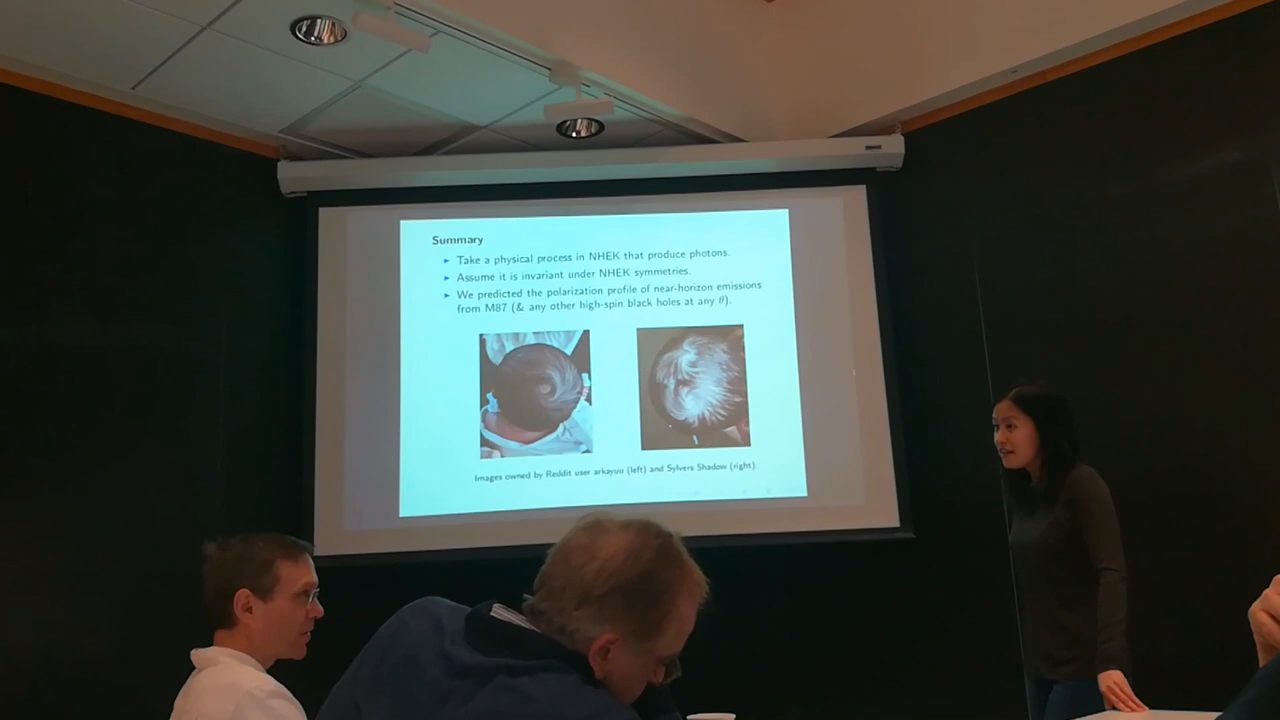 Summary
► Take a physical process in NHEK that produce photons.
► Assume it is invariant under NHEK symmetries.
► We predicted the polarization profile of near-horizon emissions
from M87 (& any other high-spin black holes at any θ).
Images owned by Reddit user arkayuu (left) and Sylvers Shadow (right).